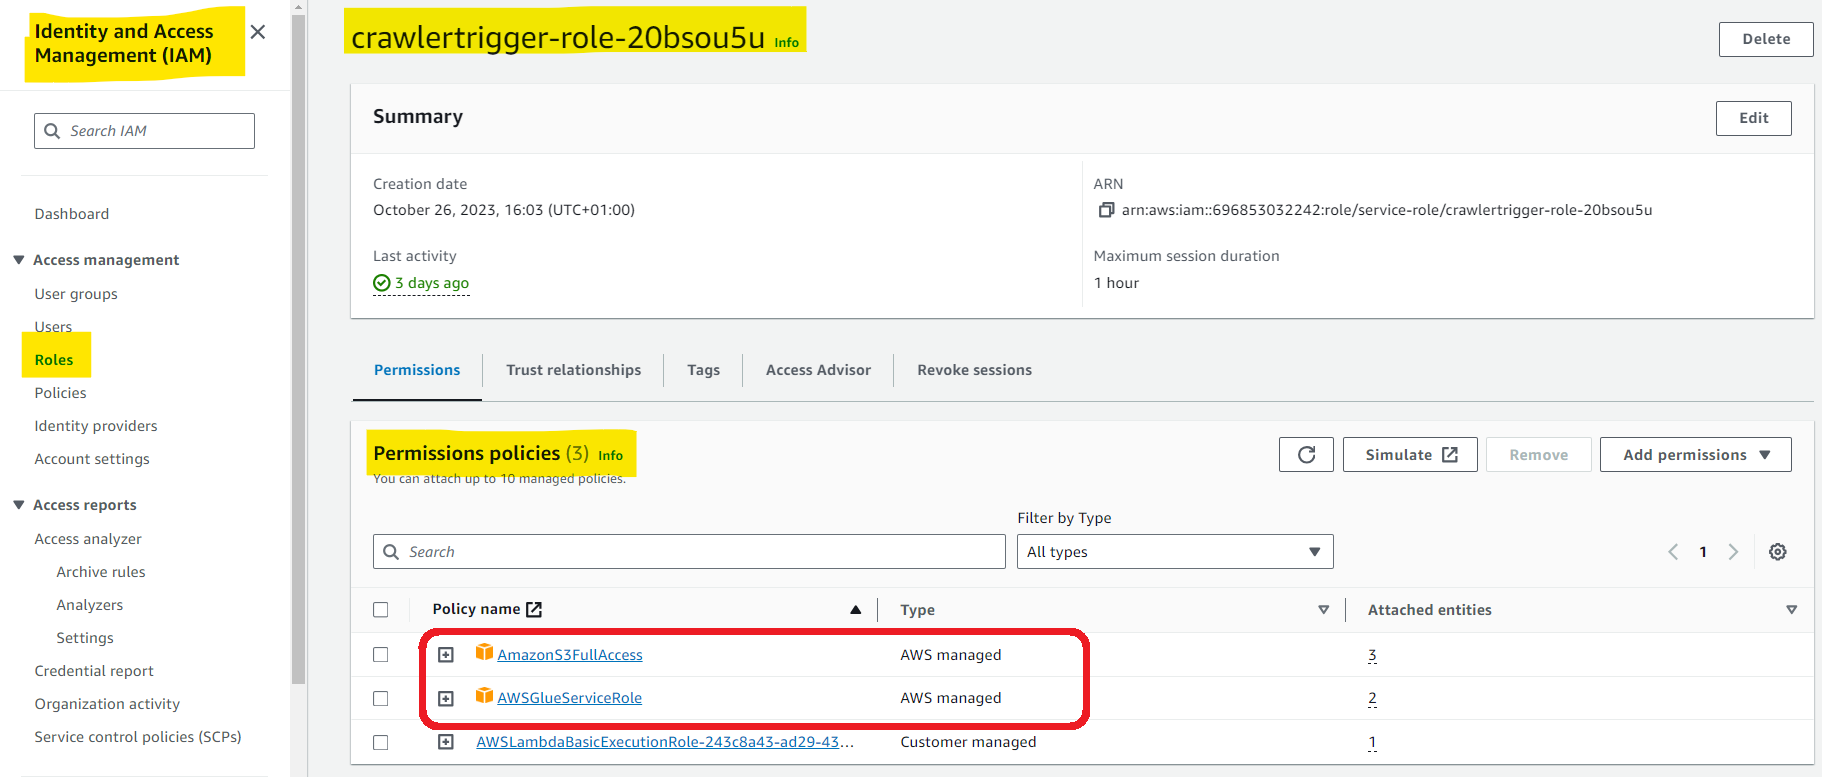 Identity and Access
Management (IAM)
Search IAM
Dashboard
Access management
User groups
Users
Roles
Policies
Identity providers
Account settings
Access reports
Access analyzer
Archive rules
Analyzers
Settings
Credential report
Organization activity
Service control policies (SCPs)
crawlertrigger-role-20bsou5u Info
Delete
Summary
Edit
Creation date
October 26, 2023, 16:03 (UTC+01:00)
ARN
arn:aws:iam::696853032242:role/service-role/crawlertrigger-role-20bsou5u
Last activity
3 days ago
Maximum session duration
1 hour
Permissions
Trust relationships
Tags
Access Advisor
Revoke sessions
Permissions policies (3) Info
You can attach up to 10 managed policies.
Simulate
Remove
Add permissions
Filter by Type
Search
All types
1
Policy name
Type
Attached entities
AmazonS3FullAccess AWS managed 3
AWSGlueServiceRole AWS managed 2
AWSLambdaBasicExecutionRole-243c8a43-ad29-43... Customer managed 1